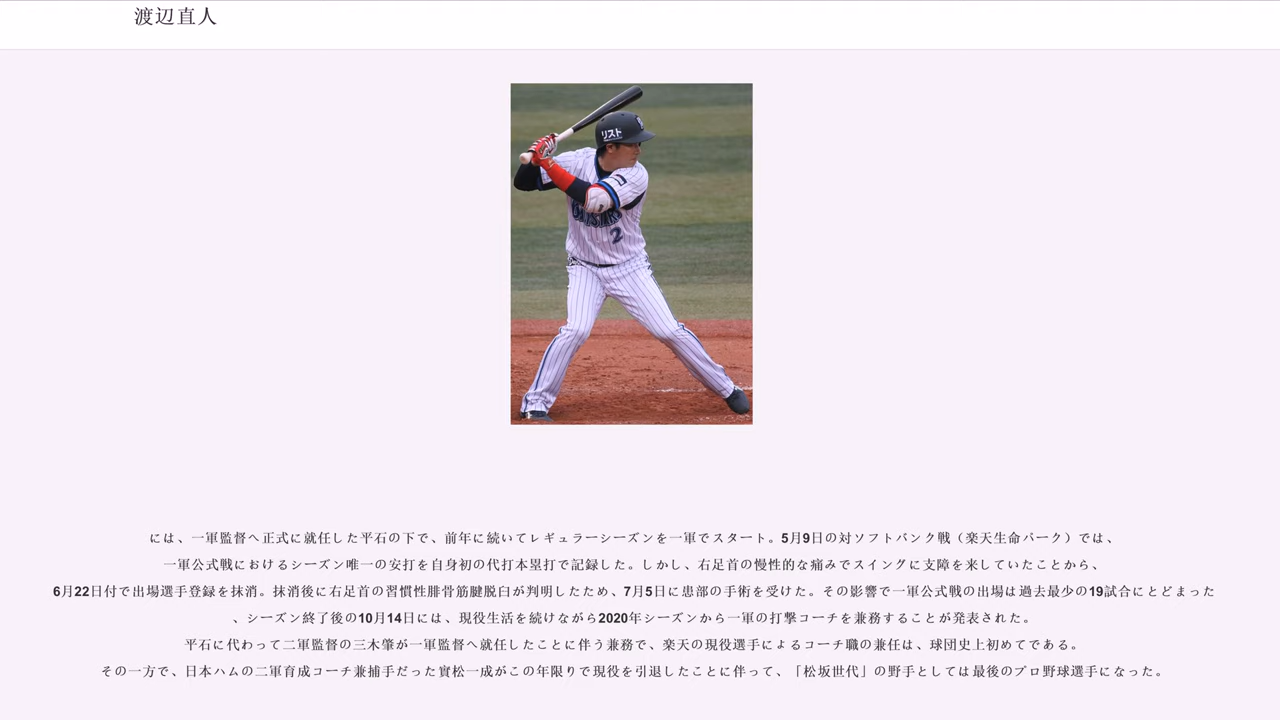 渡辺直人
リスト
2
には、一軍監督へ正式に就任した平石の下で、前年に続いてレギュラーシーズンを一軍でスタート。5月9日の対ソフトバンク戦（楽天生命パーク）では、
一軍公式戦におけるシーズン唯一の安打を自身初の代打本塁打で記録した。しかし、右足首の慢性的な痛みでスイングに支障を来していたことから、
6月22日付で出場選手登録を抹消。抹消後に右足首の習慣性腓骨筋腱脱臼が判明したため、7月5日に患部の手術を受けた。その影響で一軍公式戦の出場は過去最少の19試合にとどまった
、シーズン終了後の10月14日には、現役生活を続けながら2020年シーズンから一軍の打撃コーチを兼務することが発表された。
平石に代わって二軍監督の三木肇が一軍監督へ就任したことに伴う兼務で、楽天の現役選手によるコーチ職の兼任は、球団史上初めてである。
その一方で、日本ハムの二軍育成コーチ兼捕手だった實松一成がこの年限りで現役を引退したことに伴って、「松坂世代」の野手としては最後のプロ野球選手になった。